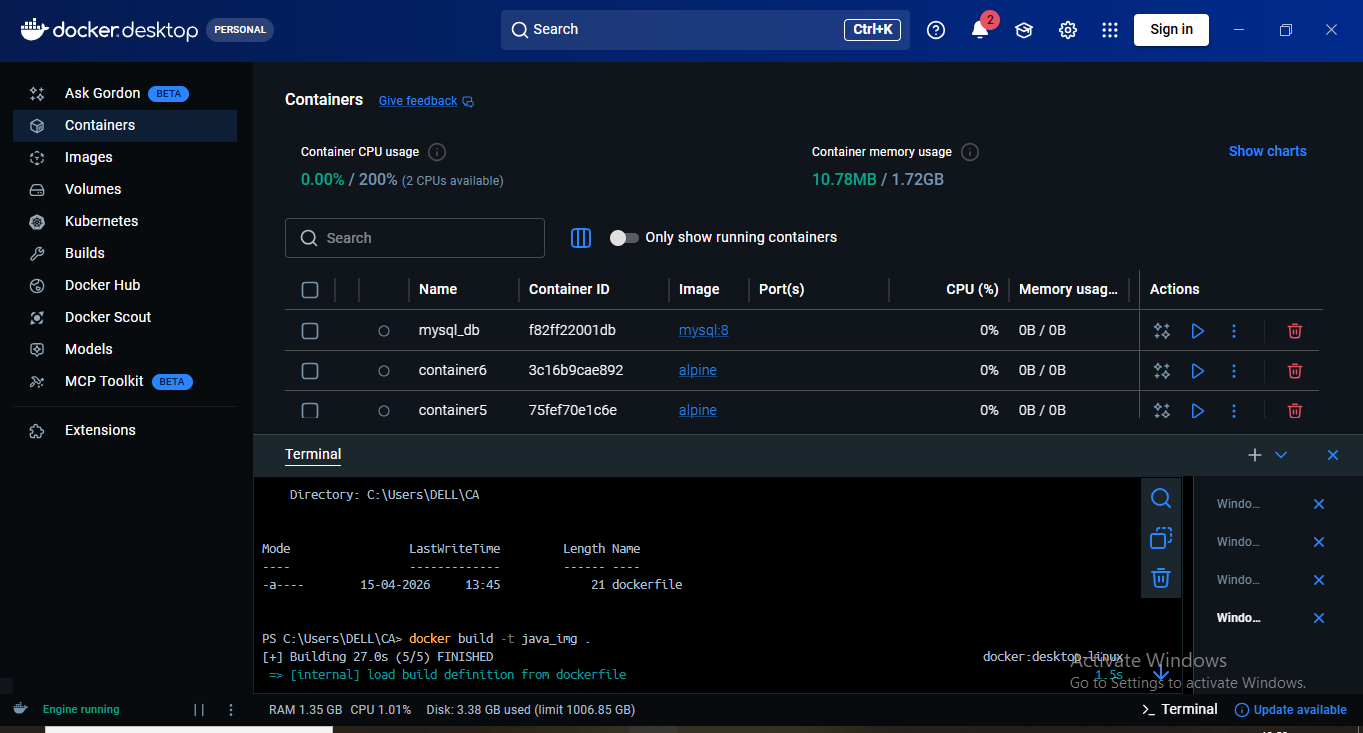 docker.desktop PERSONAL
Search Ctrl+K
2
Sign in
Ask Gordon BETA
Containers
Images
Volumes
Kubernetes
Builds
Docker Hub
Docker Scout
Models
MCP Toolkit BETA
Extensions
Containers Give feedback
Container CPU usage
0.00% / 200% (2 CPUs available)
Container memory usage
10.78MB / 1.72GB
Show charts
Search
Only show running containers
Name Container ID Image Port(s) CPU (%) Memory usag... Actions
mysql_db f82ff22001db mysql:8 0% 0B / 0B
container6 3c16b9cae892 alpine 0% 0B / 0B
container5 75fef70e1c6e alpine 0% 0B / 0B
Terminal
Directory: C:\Users\DELL\CA
Mode LastWriteTime Length Name
---- ------------- ------ ----
-a---- 15-04-2026 13:45 21 dockerfile
PS C:\Users\DELL\CA> docker build -t java_img .
[+] Building 27.0s (5/5) FINISHED docker:desktop-linux
=> [internal] load build definition from dockerfile 1.5s
Windo...
Windo...
Windo...
Windo...
Activate Windows
Go to Settings to activate Windows.
Engine running
RAM 1.35 GB CPU 1.01% Disk: 3.38 GB used (limit 1006.85 GB)
>_ Terminal
Update available